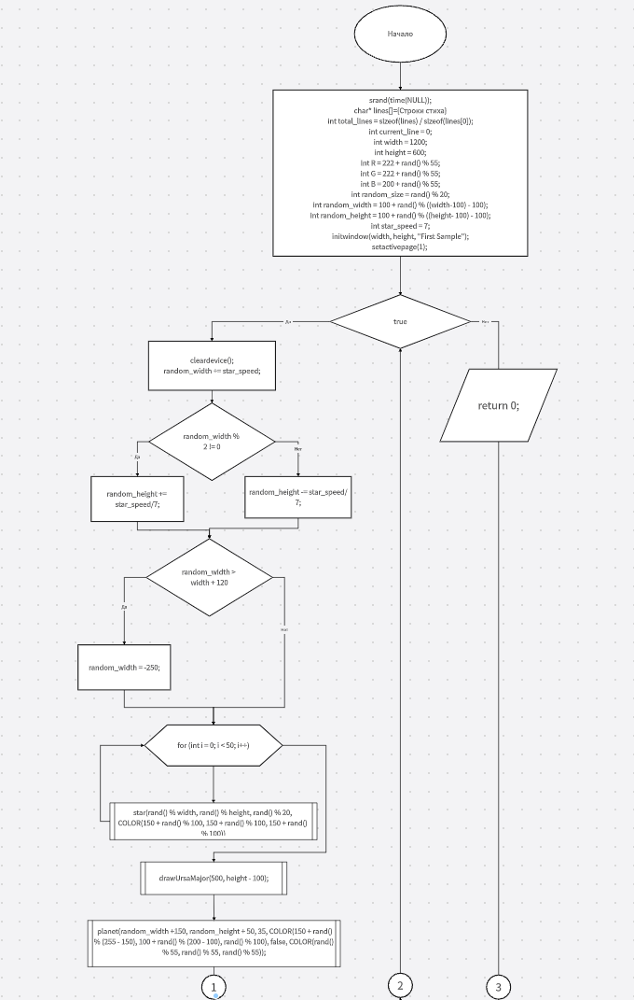 Начало
srand(time(NULL));
char* lines[]={Строки стиха}
int total_lines = sizeof(lines) / sizeof(lines[0]);
int current_line = 0;
int width = 1200;
int height = 600;
int R = 222 + rand() % 55;
int G = 222 + rand() % 55;
int B = 200 + rand() % 55;
int random_size = rand() % 20;
int random_width = 100 + rand() % ((width-100) - 100);
int random_height = 100 + rand() % ((height- 100) - 100);
int star_speed = 7;
initwindow(width, height, "First Sample");
setactivepage(1);
true
Да
Нет
cleardevice();
random_width += star_speed;
return 0;
random_width %
2 != 0
Да
Нет
random_height +=
star_speed/7;
random_height -= star_speed/
7;
random_width >
width + 120
Да
Нет
random_width = -250;
for (int i = 0; i < 50; i++)
star(rand() % width, rand() % height, rand() % 20,
COLOR(150 + rand() % 100, 150 + rand() % 100, 150 + rand()
% 100))
drawUrsaMajor(500, height - 100);
planet(random_width +150, random_height + 50, 35, COLOR(150 + rand()
% (255 - 150), 100 + rand() % (200 - 100), rand() % 100), false, COLOR(rand()
% 55, rand() % 55, rand() % 55));
1
2
3